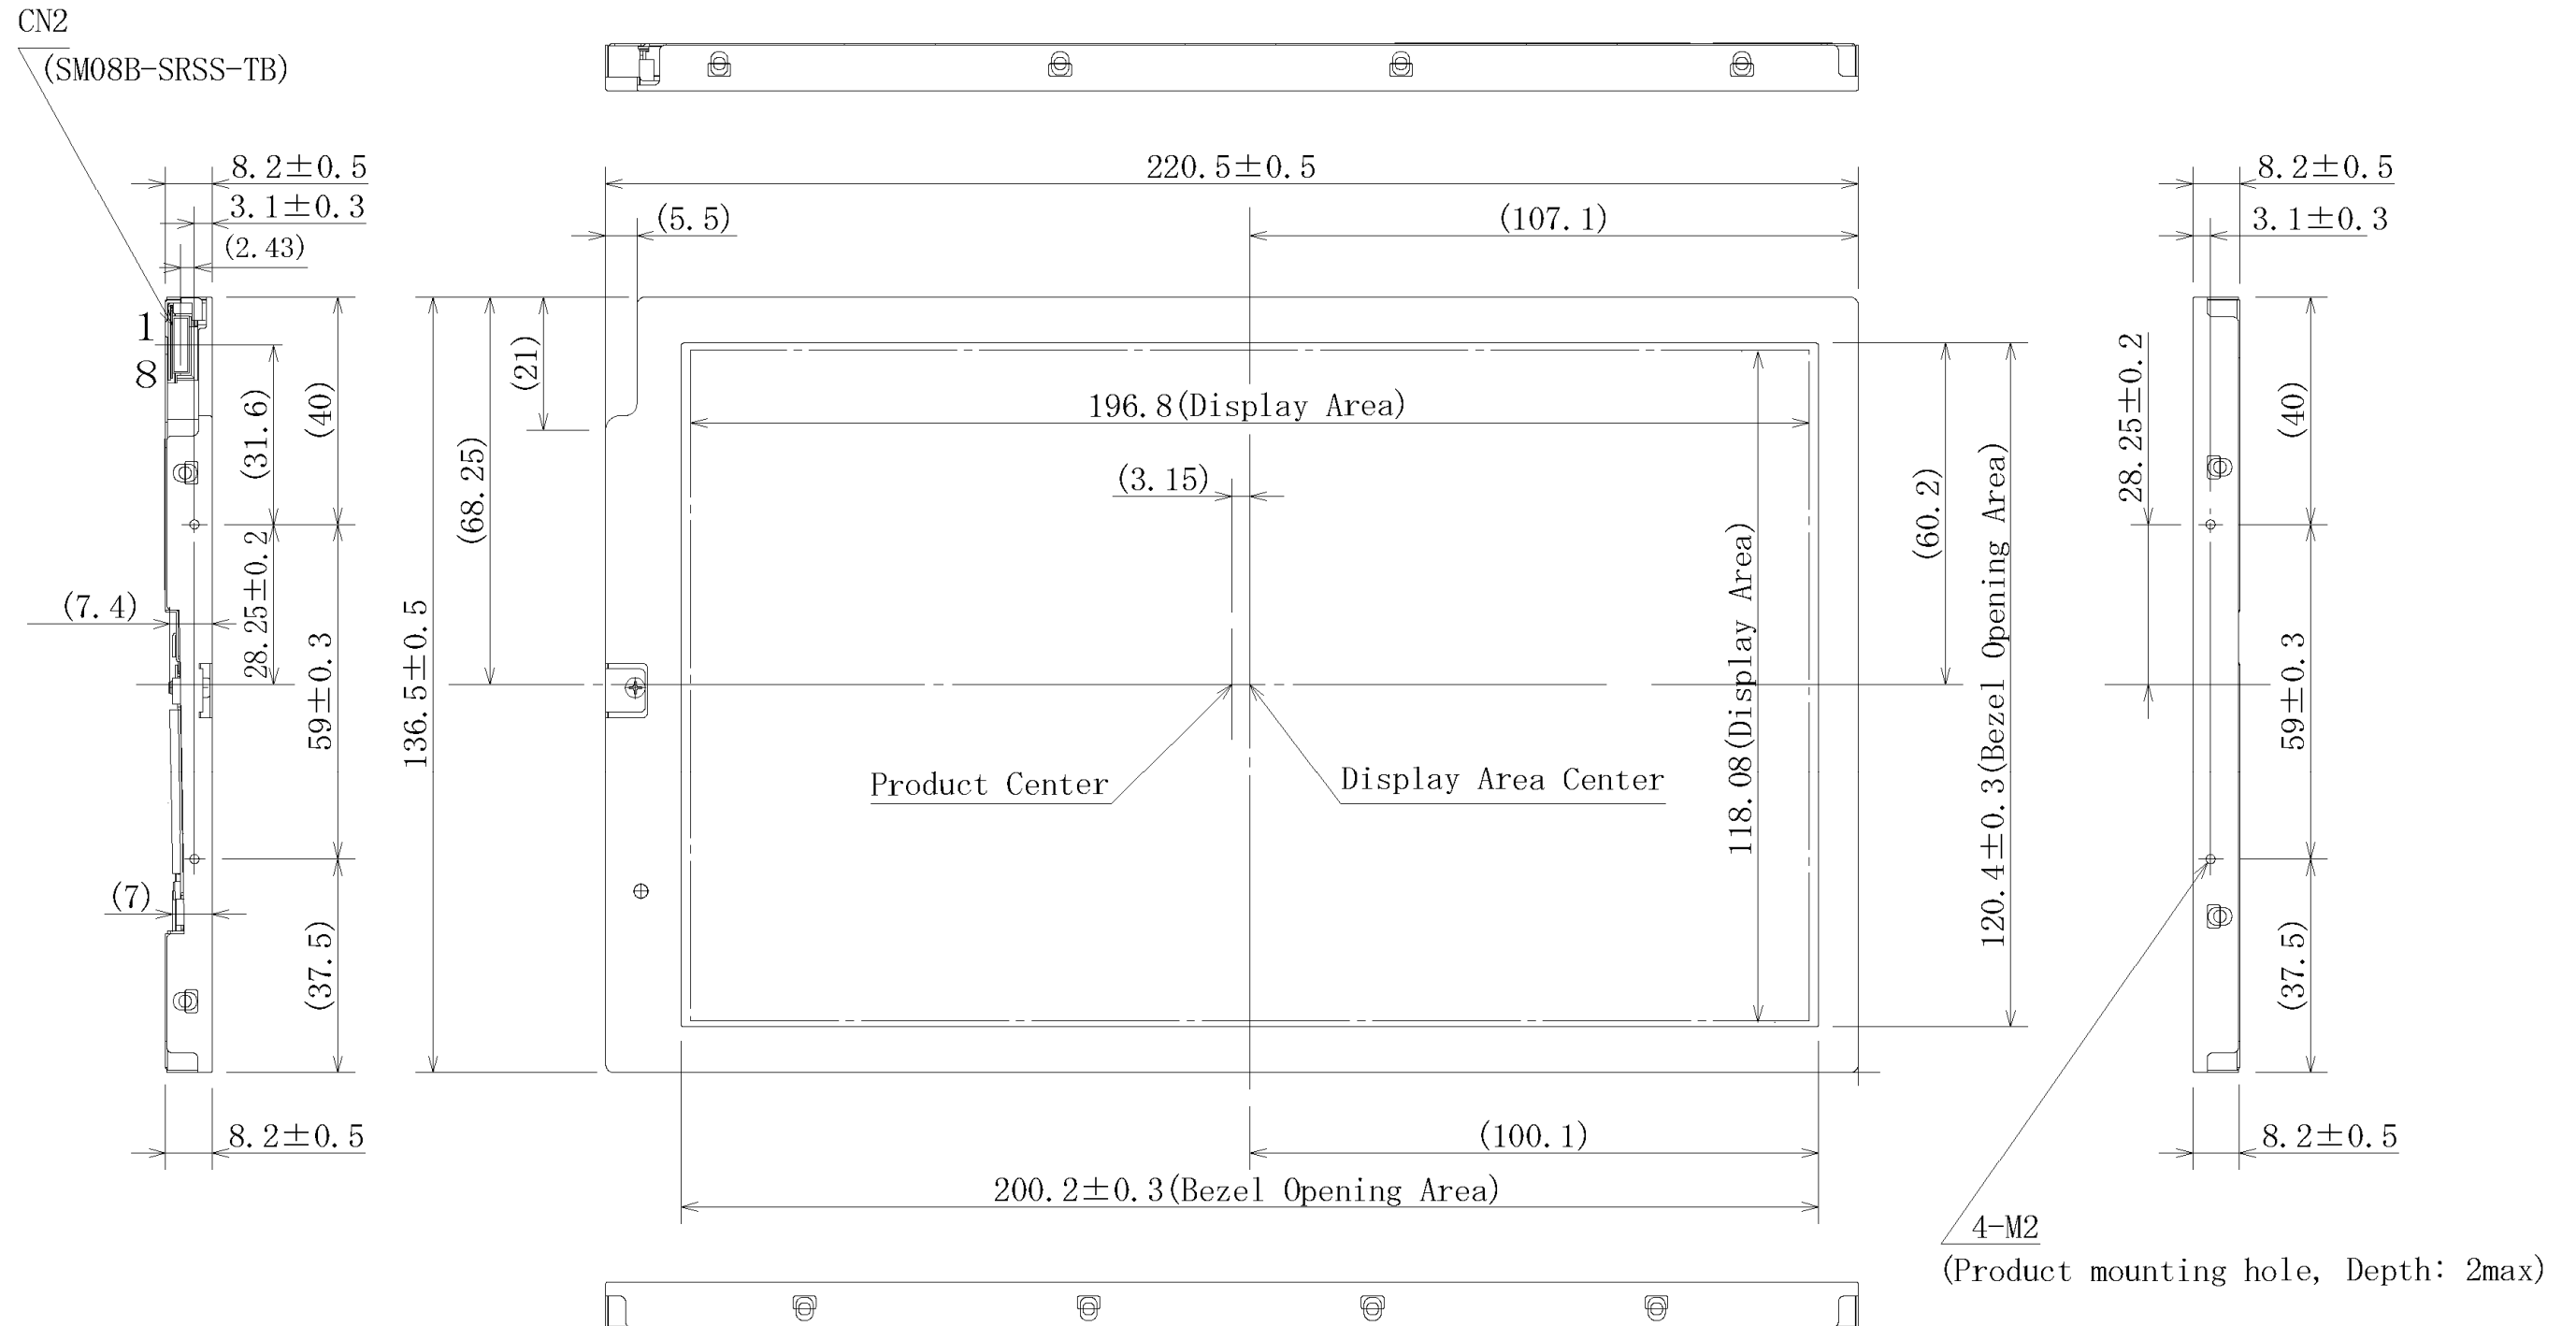 CN2
(SM08B-SRSS-TB)
8.2±0.5
3.1±0.3
(2.43)
220.5±0.5
(5.5)
(107.1)
8.2±0.5
3.1±0.3
1
8
(31.6)
(40)
(68.25)
(21)
196.8(Display Area)
(3.15)
(60.2)
28.25±0.2
(40)
(7.4)
28.25±0.2
59±0.3
136.5±0.5
118.08(Display Area)
120.4±0.3(Bezel Opening Area)
59±0.3
Product Center
Display Area Center
(7)
(37.5)
(37.5)
8.2±0.5
(100.1)
8.2±0.5
200.2±0.3(Bezel Opening Area)
4-M2
(Product mounting hole, Depth: 2max)